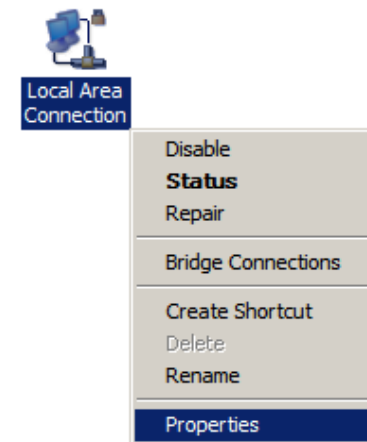 Local Area
Connection
Disable
Status
Repair
Bridge Connections
Create Shortcut
Delete
Rename
Properties